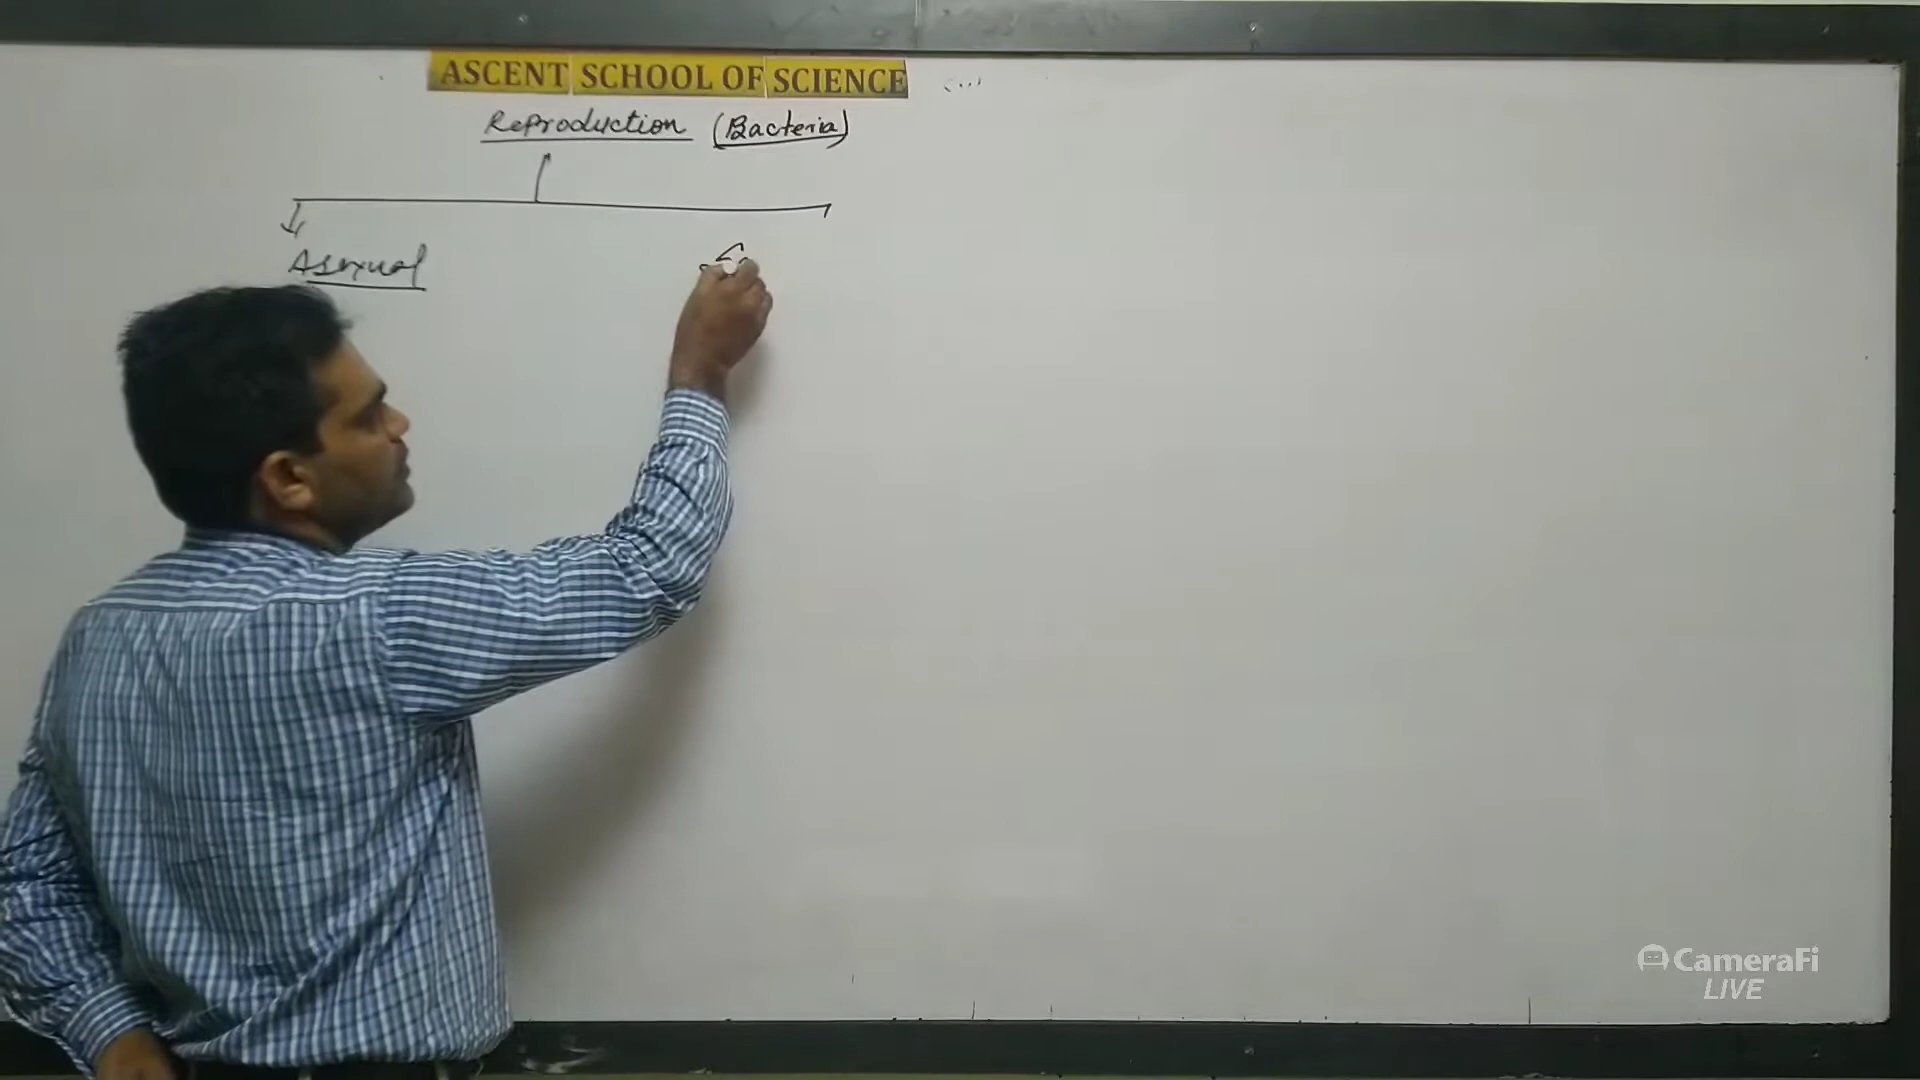 ASCENT SCHOOL OF SCIENCE
Reproduction (Bacteria)
Asexual
CameraFi
LIVE